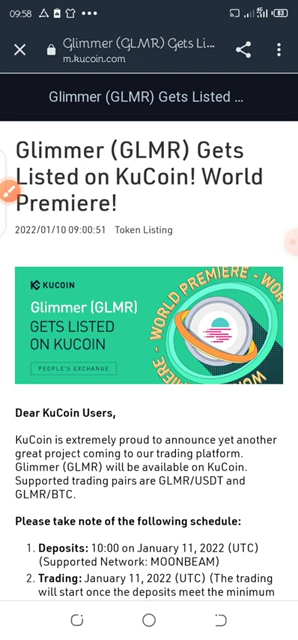 09:58
83
Glimmer (GLMR) Gets Li...
m.kucoin.com
Glimmer (GLMR) Gets Listed ...
Glimmer (GLMR) Gets
Listed on KuCoin! World
Premiere!
2022/01/10 09:00:51 Token Listing
KUCOIN
Glimmer (GLMR)
GETS LISTED
ON KUCOIN
PEOPLE'S EXCHANGE
WORLD PREMIERE - WOR
Dear KuCoin Users,
KuCoin is extremely proud to announce yet another
great project coming to our trading platform.
Glimmer (GLMR) will be available on KuCoin.
Supported trading pairs are GLMR/USDT and
GLMR/BTC.
Please take note of the following schedule:
1. Deposits: 10:00 on January 11, 2022 (UTC)
(Supported Network: MOONBEAM)
2. Trading: January 11, 2022 (UTC) (The trading
will start once the deposits meet the minimum